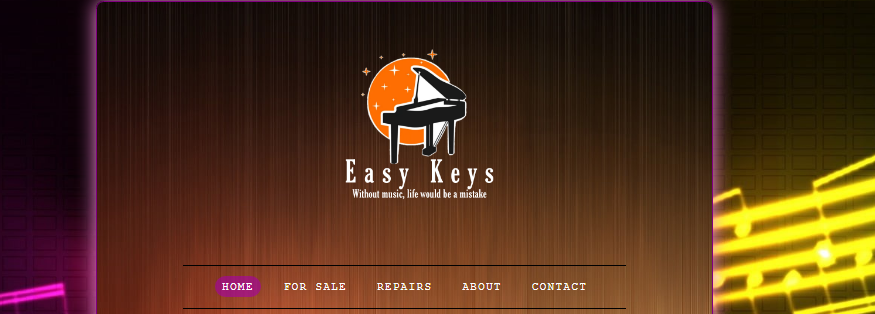 Easy Keys
Without music, life would be a mistake
HOME FOR SALE REPAIRS ABOUT CONTACT